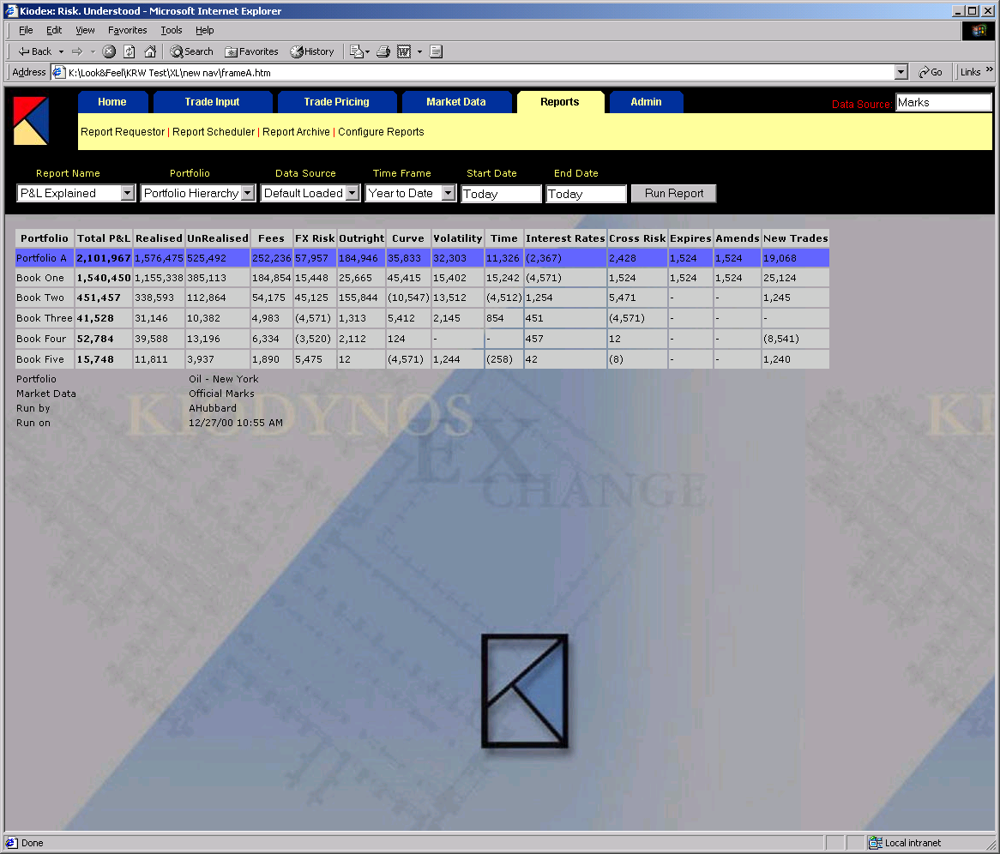 Kiodex: Risk. Understood - Microsoft Internet Explorer
File Edit View Favorites Tools Help
Back Search Favorites History
Address K:\Look&Feel\KRW Test\XL\new nav\frameA.htm Go Links »
Home Trade Input Trade Pricing Market Data Reports Admin Data Source: Marks
Report Requestor | Report Scheduler | Report Archive | Configure Reports
Report Name Portfolio Data Source Time Frame Start Date End Date
P&L Explained Portfolio Hierarchy Default Loaded Year to Date Today Today Run Report
Portfolio Total P&L Realised UnRealised Fees FX Risk Outright Curve Volatility Time Interest Rates Cross Risk Expires Amends New Trades
Portfolio A 2,101,967 1,576,475 525,492 252,236 57,957 184,946 35,833 32,303 11,326 (2,367) 2,428 1,524 1,524 19,068
Book One 1,540,450 1,155,338 385,113 184,854 15,448 25,665 45,415 15,402 15,242 (4,571) 1,524 1,524 1,524 25,124
Book Two 451,457 338,593 112,864 54,175 45,125 155,844 (10,547) 13,512 (4,512) 1,254 5,471 - - 1,245
Book Three 41,528 31,146 10,382 4,983 (4,571) 1,313 5,412 2,145 854 451 (4,571) - - -
Book Four 52,784 39,588 13,196 6,334 (3,520) 2,112 124 - - 457 12 - - (8,541)
Book Five 15,748 11,811 3,937 1,890 5,475 12 (4,571) 1,244 (258) 42 (8) - - 1,240
Portfolio Oil - New York
Market Data Official Marks
Run by AHubbard
Run on 12/27/00 10:55 AM
KIODYNOS KI
EX
CHANGE
Done Local intranet